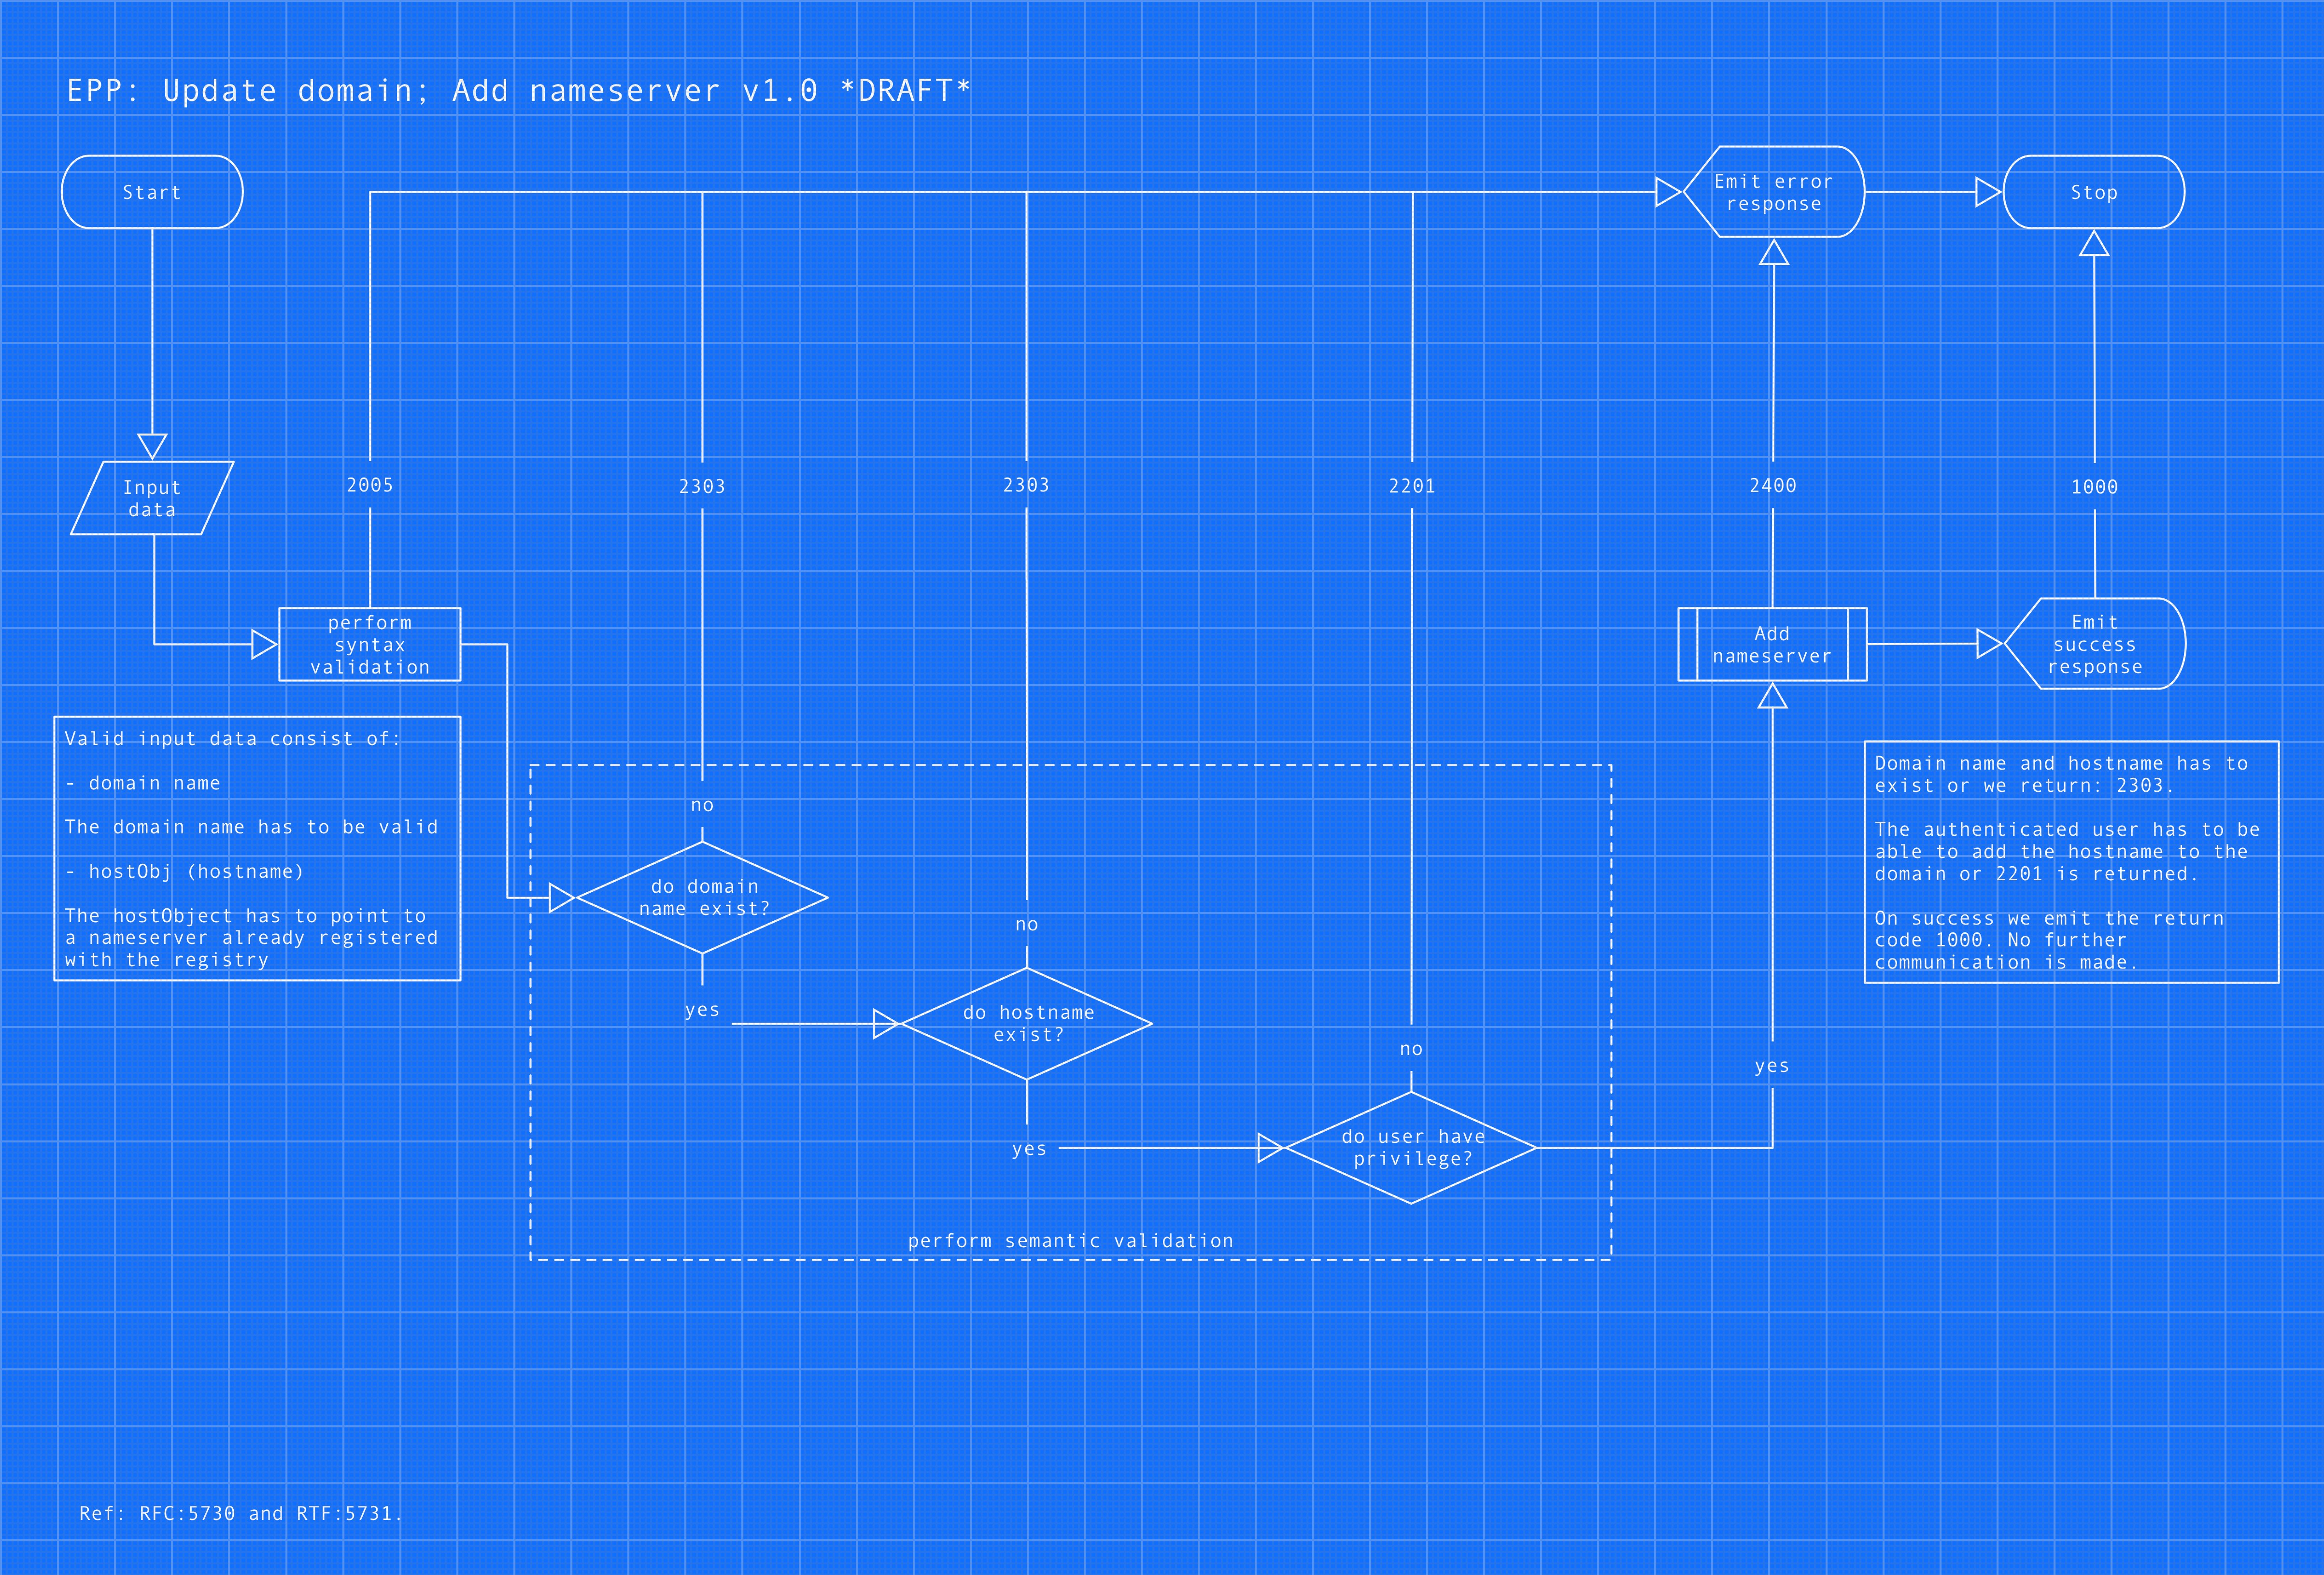 EPP: Update domain; Add nameserver v1.0 *DRAFT*
Start
Emit error
response
Stop
Input
data
2005
2303
2303
2201
2400
1000
perform
syntax
validation
Add
nameserver
Emit
success
response
Valid input data consist of:
- domain name
The domain name has to be valid
- hostObj (hostname)
The hostObject has to point to
a nameserver already registered
with the registry
no
do domain
name exist?
yes
no
do hostname
exist?
yes
no
do user have
privilege?
yes
perform semantic validation
Domain name and hostname has to
exist or we return: 2303.
The authenticated user has to be
able to add the hostname to the
domain or 2201 is returned.
On success we emit the return
code 1000. No further
communication is made.
Ref: RFC:5730 and RTF:5731.